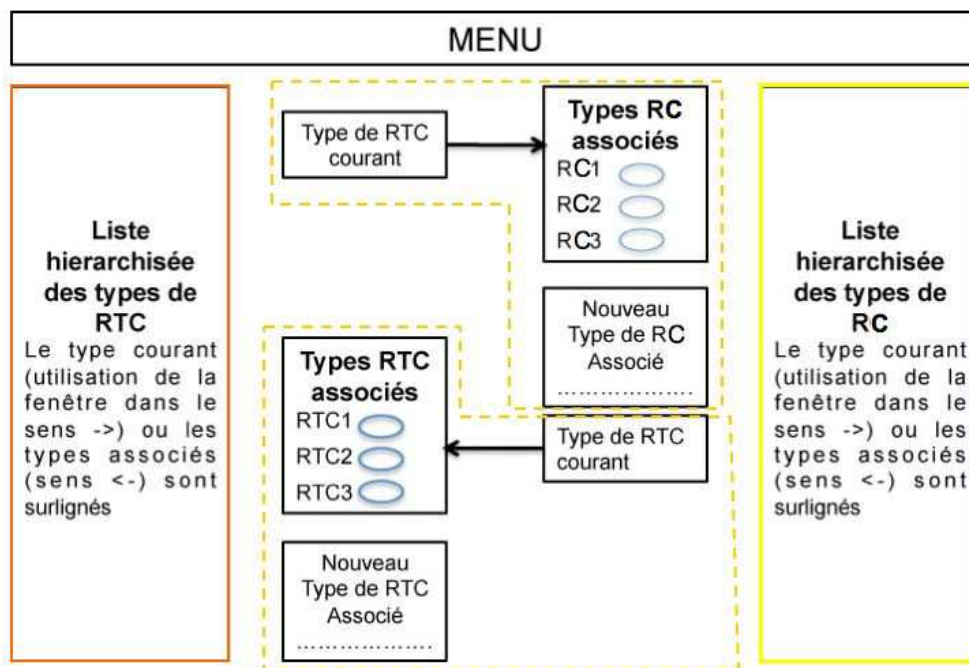 MENU
Liste
hierarchisée
des types de
RTC
Le type courant
(utilisation de la
fenêtre dans le
sens ->) ou les
types associés
(sens <-) sont
surlignés
Type de RTC
courant
Types RC
associés
RC1
RC2
RC3
Nouveau
Type de RC
Associé
......................
Types RTC
associés
RTC1
RTC2
RTC3
Type de RTC
courant
Nouveau
Type de RTC
Associé
......................
Liste
hierarchisée
des types de
RC
Le type courant
(utilisation de la
fenêtre dans le
sens ->) ou les
types associés
(sens <-) sont
surlignés